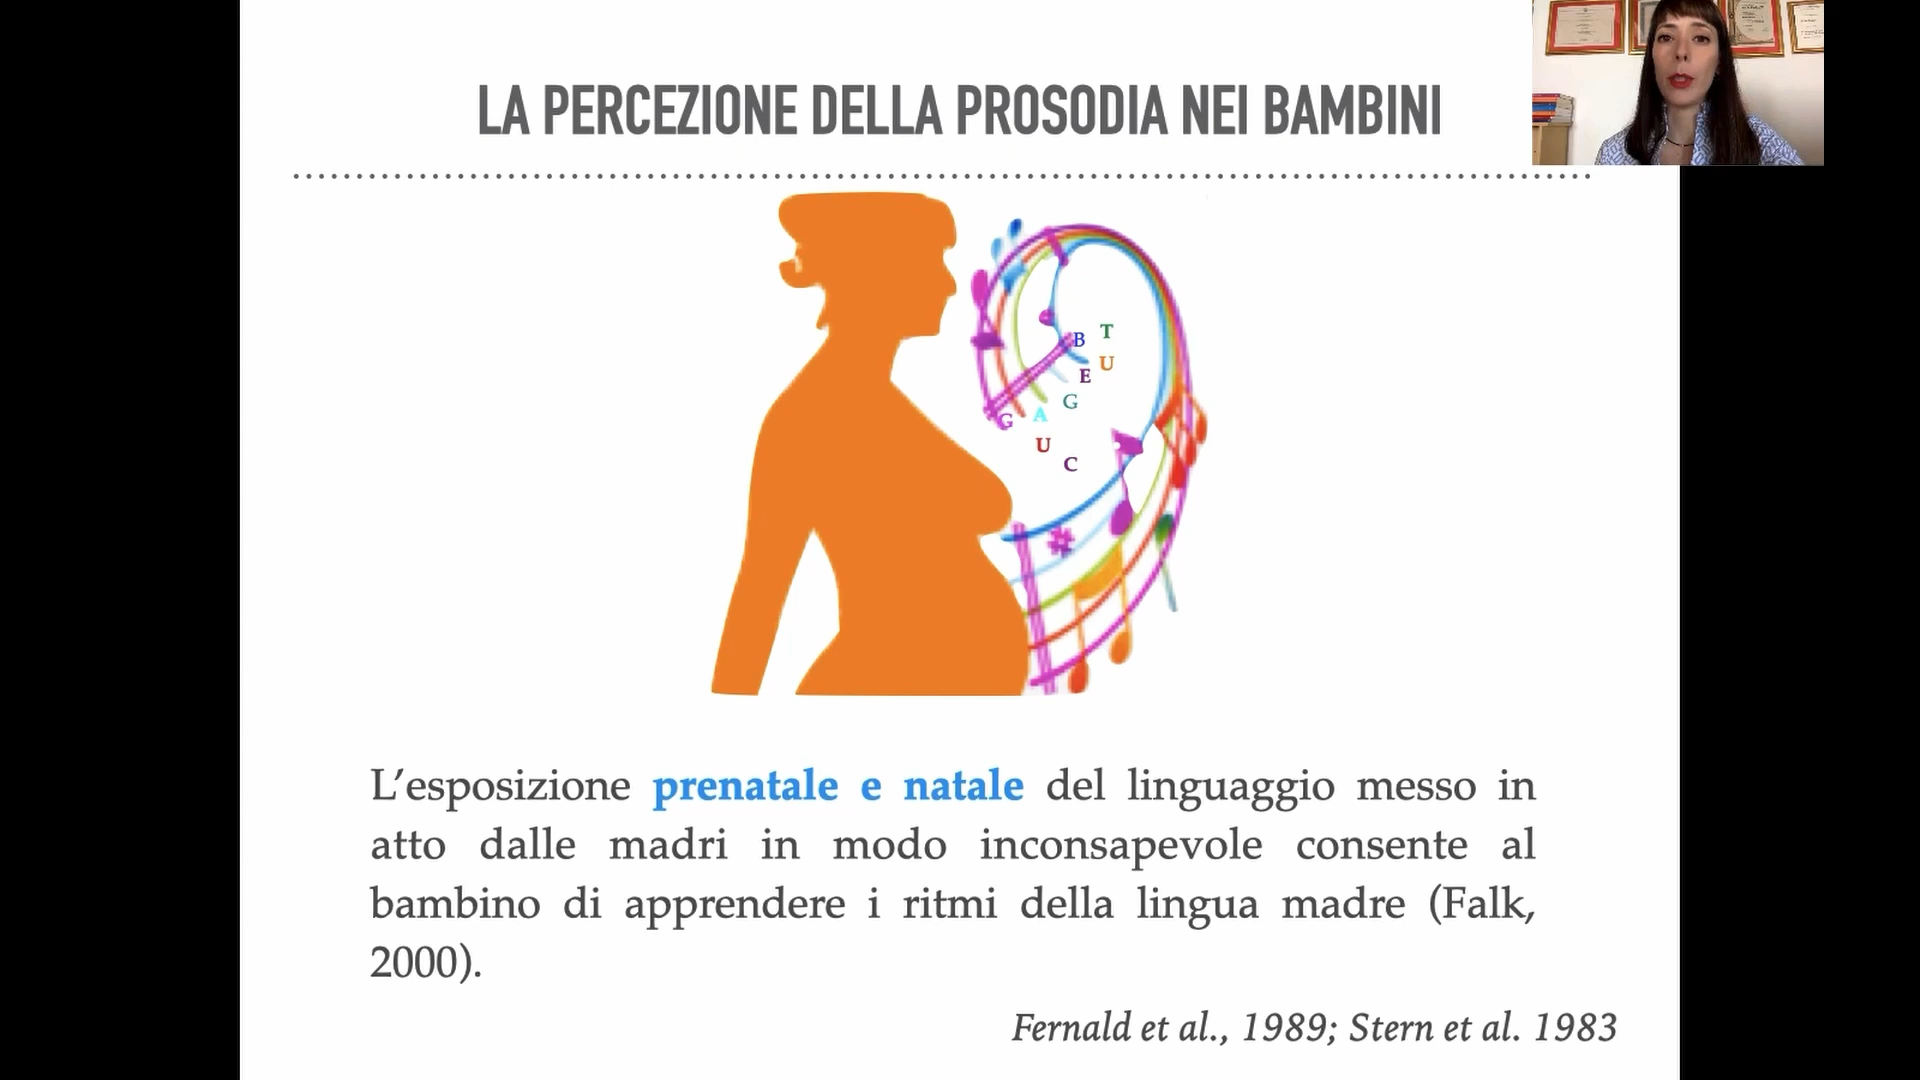 LA PERCEZIONE DELLA PROSODIA NEI BAMBINI
B T
E U
G
G A
U
C
L'esposizione prenatale e natale del linguaggio messo in
atto dalle madri in modo inconsapevole consente al
bambino di apprendere i ritmi della lingua madre (Falk,
2000).
Fernald et al., 1989; Stern et al. 1983